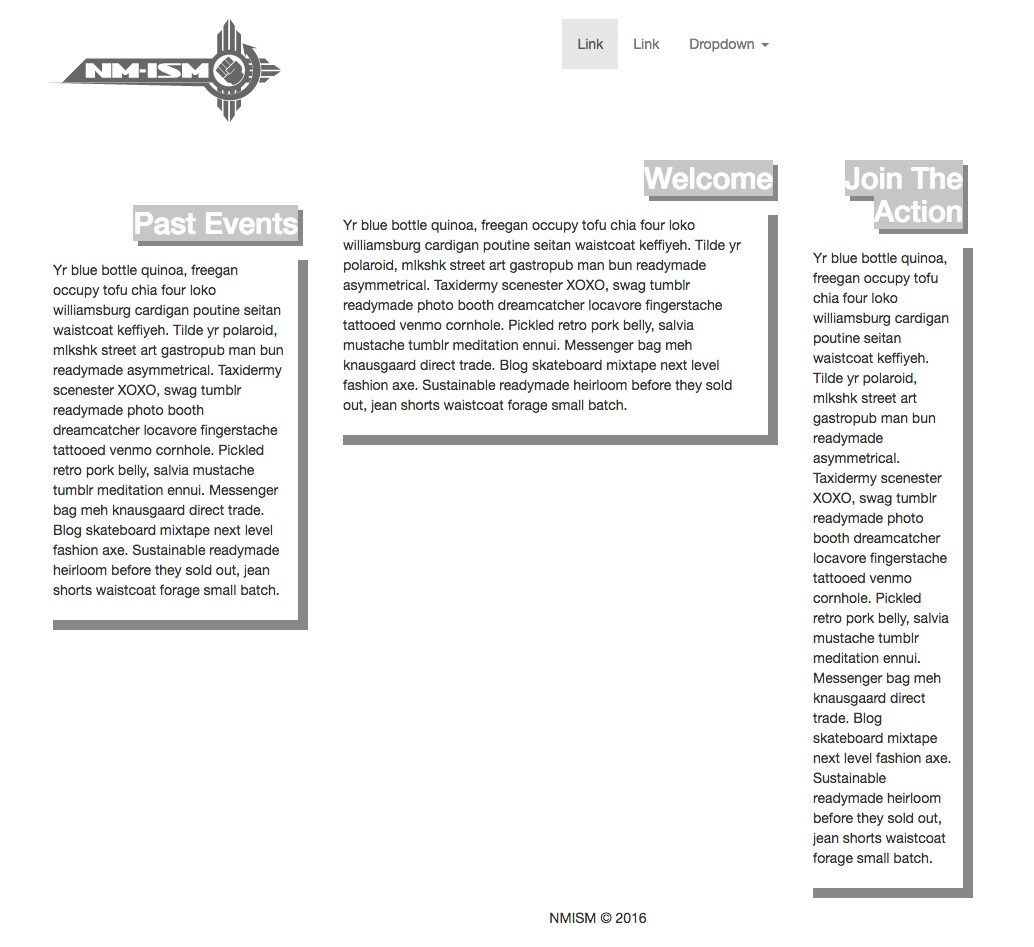 NM-ISM
Link
Link
Dropdown
Past Events
Yr blue bottle quinoa, freegan
occupy tofu chia four loko
williamsburg cardigan poutine seitan
waistcoat keffiyeh. Tilde yr polaroid,
mlkshk street art gastropub man bun
readymade asymmetrical. Taxidermy
scenester XOXO, swag tumblr
readymade photo booth
dreamcatcher locavore fingerstache
tattooed venmo cornhole. Pickled
retro pork belly, salvia mustache
tumblr meditation ennui. Messenger
bag meh knausgaard direct trade.
Blog skateboard mixtape next level
fashion axe. Sustainable readymade
heirloom before they sold out, jean
shorts waistcoat forage small batch.
Welcome
Yr blue bottle quinoa, freegan occupy tofu chia four loko
williamsburg cardigan poutine seitan waistcoat keffiyeh. Tilde yr
polaroid, mlkshk street art gastropub man bun readymade
asymmetrical. Taxidermy scenester XOXO, swag tumblr
readymade photo booth dreamcatcher locavore fingerstache
tattooed venmo cornhole. Pickled retro pork belly, salvia
mustache tumblr meditation ennui. Messenger bag meh
knausgaard direct trade. Blog skateboard mixtape next level
fashion axe. Sustainable readymade heirloom before they sold
out, jean shorts waistcoat forage small batch.
Join The
Action
Yr blue bottle quinoa,
freegan occupy tofu
chia four loko
williamsburg cardigan
poutine seitan
waistcoat keffiyeh.
Tilde yr polaroid,
mlkshk street art
gastropub man bun
readymade
asymmetrical.
Taxidermy scenester
XOXO, swag tumblr
readymade photo
booth dreamcatcher
locavore fingerstache
tattooed venmo
cornhole. Pickled
retro pork belly, salvia
mustache tumblr
meditation ennui.
Messenger bag meh
knausgaard direct
trade. Blog
skateboard mixtape
next level fashion axe.
Sustainable
readymade heirloom
before they sold out,
jean shorts waistcoat
forage small batch.
NMISM © 2016